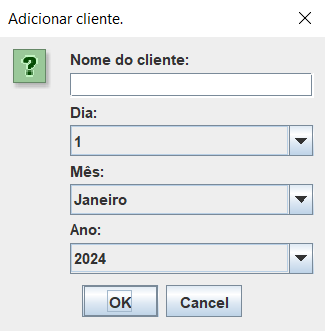 Adicionar cliente.
Nome do cliente:
Dia:
1
Mês:
Janeiro
Ano:
2024
OK Cancel